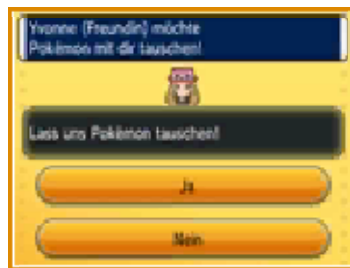 Yvonne (Freundin) möchte
Pokémon mit dir tauschen!
Lass uns Pokémon tauschen!
Ja
Nein